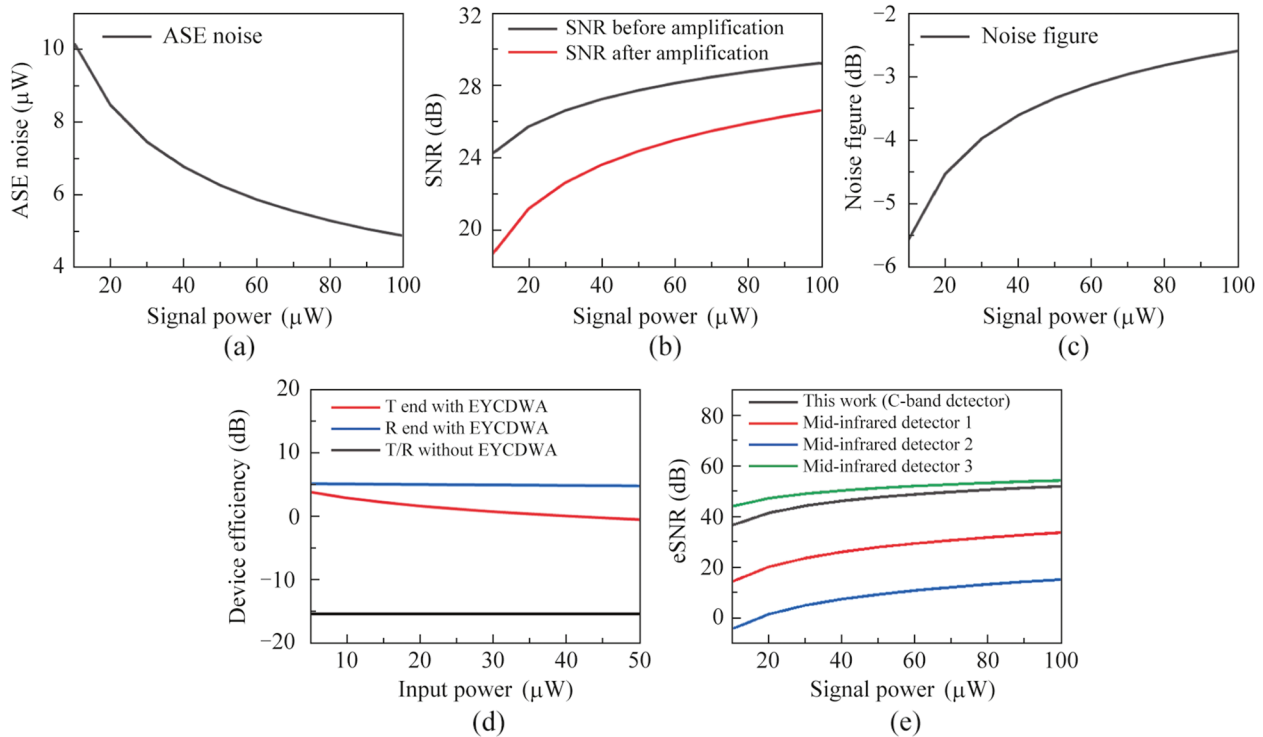 ASE noise
10
8
6
4
20 40 60 80 100
ASE noise (μW)
Signal power (μW)
(a)
SNR before amplification
SNR after amplification
32
28
24
20
20 40 60 80 100
SNR (dB)
Signal power (μW)
(b)
Noise figure
−2
−3
−4
−5
−6
20 40 60 80 100
Noise figure (dB)
Signal power (μW)
(c)
T end with EYCDWA
R end with EYCDWA
T/R without EYCDWA
20
10
0
−10
−20
10 20 30 40 50
Device efficiency (dB)
Input power (μW)
(d)
This work (C-band dctector)
Mid-infrared detector 1
Mid-infrared detector 2
Mid-infrared detector 3
80
60
40
20
0
20 40 60 80 100
eSNR (dB)
Signal power (μW)
(e)